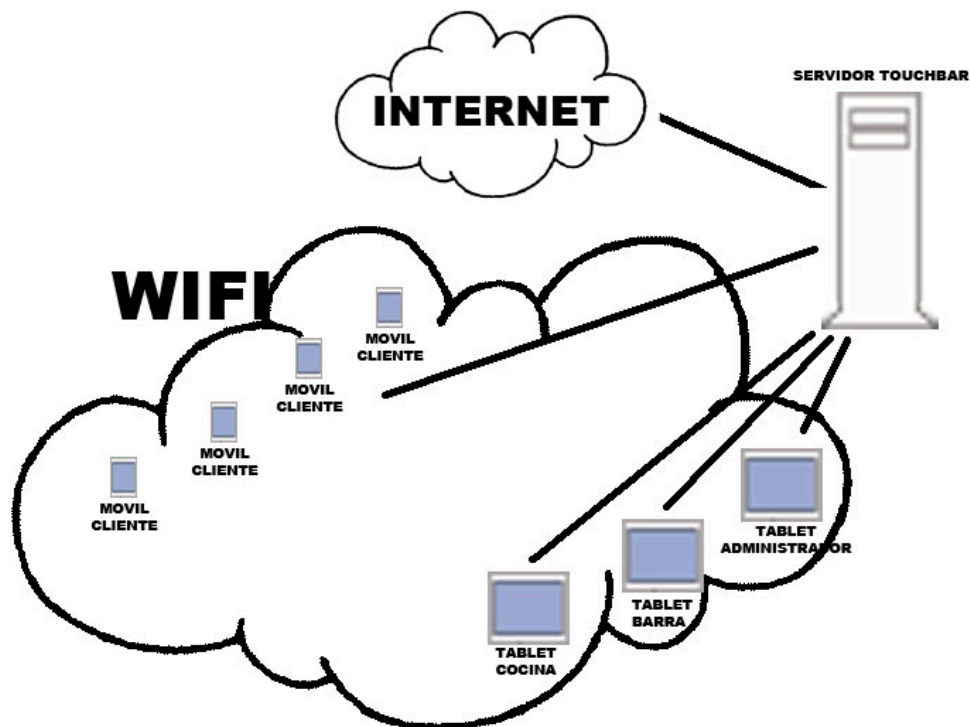 SERVIDOR TOUCHBAR
INTERNET
WIFI
MOVIL
CLIENTE
MOVIL
CLIENTE
MOVIL
CLIENTE
MOVIL
CLIENTE
TABLET
ADMINISTRADOR
TABLET
BARRA
TABLET
COCINA